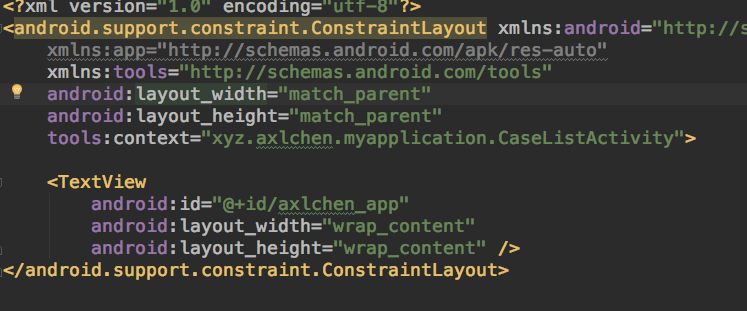 <?xml version="1.0" encoding="utf-8"?>
<android.support.constraint.ConstraintLayout xmlns:android="http://s
xmlns:app="http://schemas.android.com/apk/res-auto"
xmlns:tools="http://schemas.android.com/tools"
android:layout_width="match_parent"
android:layout_height="match_parent"
tools:context="xyz.axlchen.myapplication.CaseListActivity">
<TextView
android:id="@+id/axlchen_app"
android:layout_width="wrap_content"
android:layout_height="wrap_content" />
</android.support.constraint.ConstraintLayout>